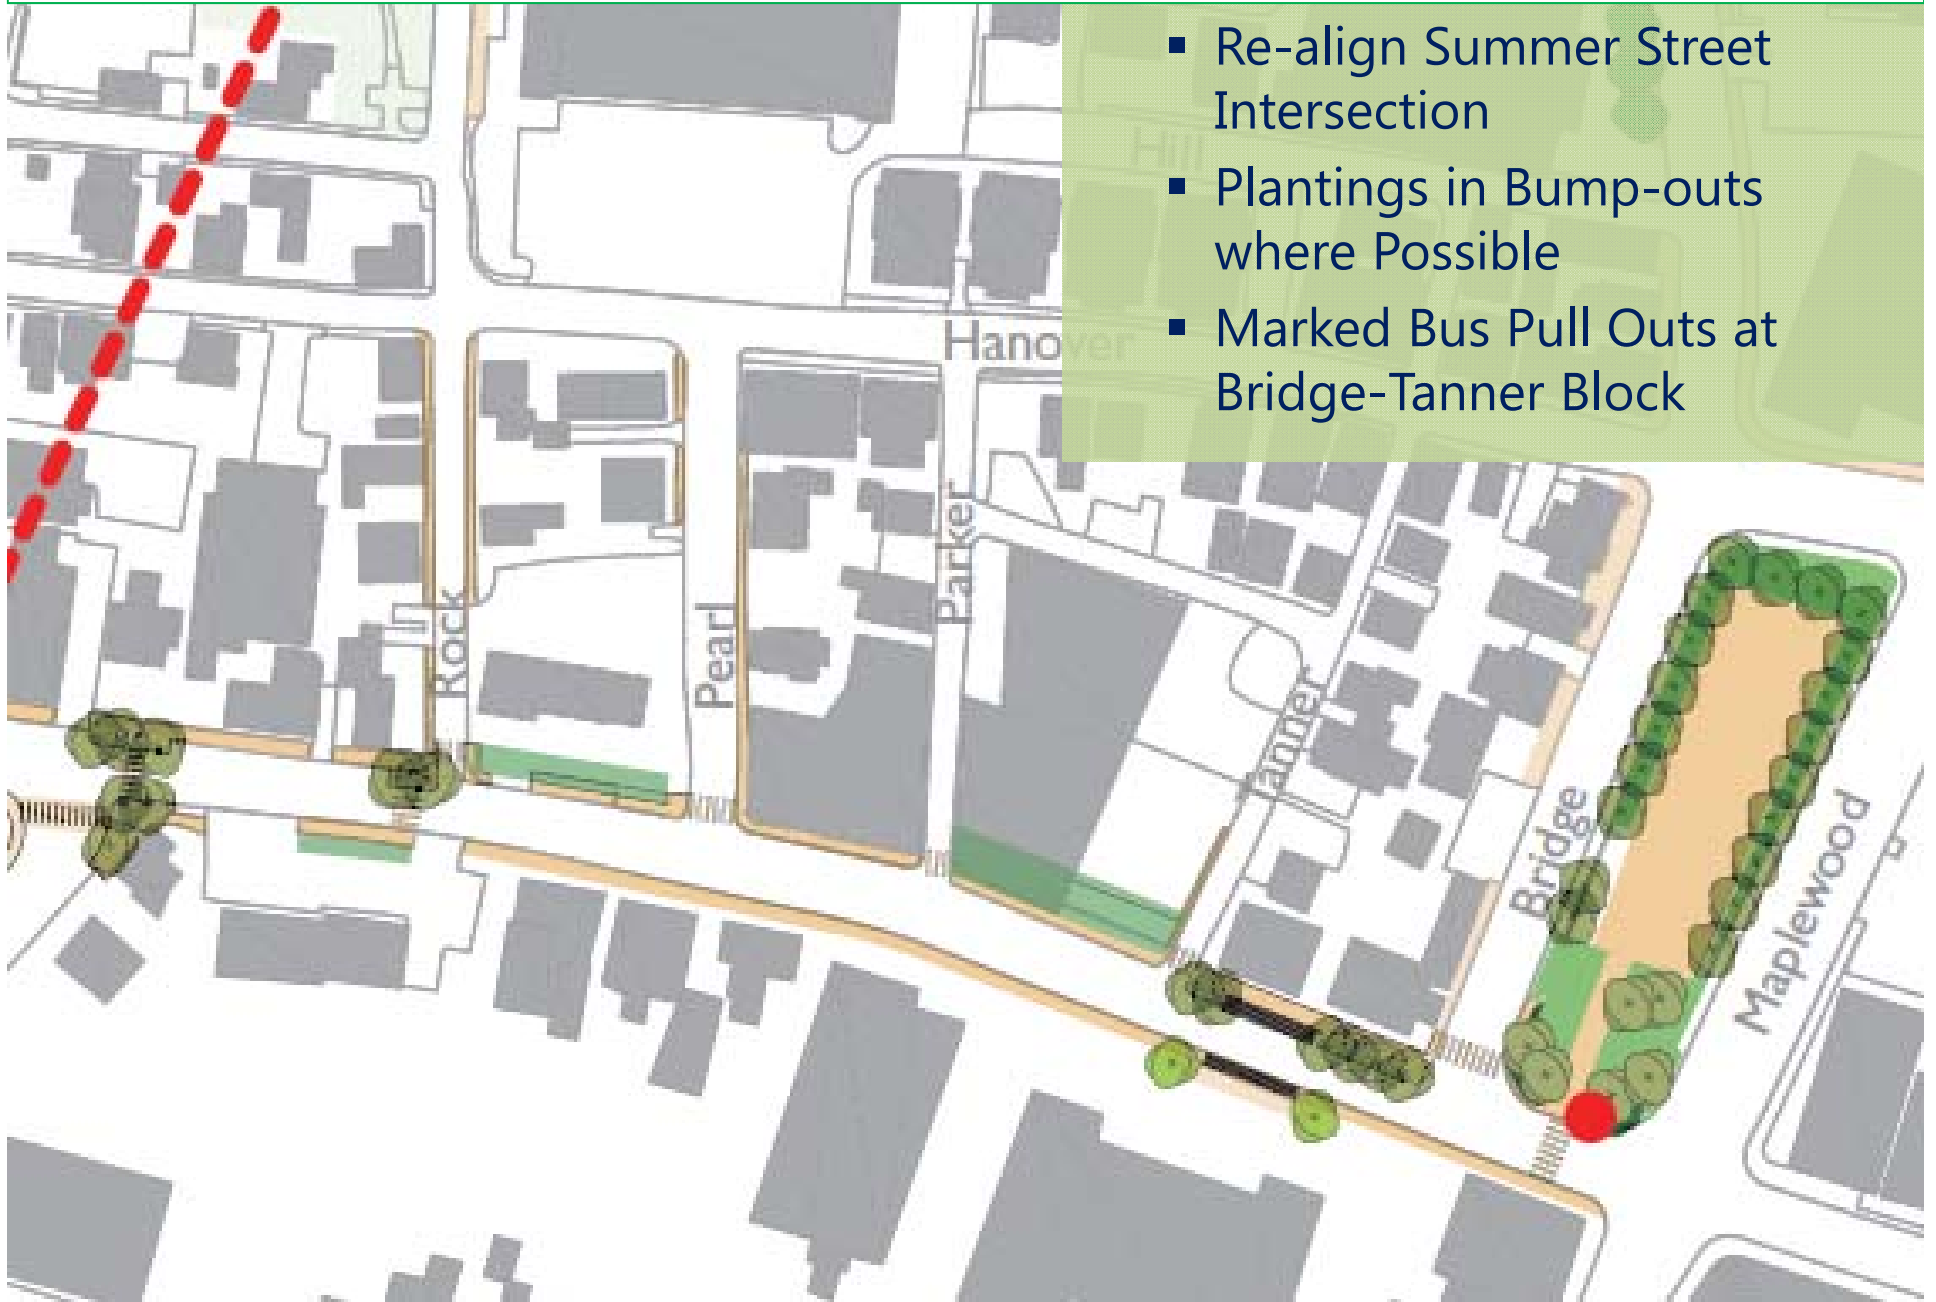 ▪ Re-align Summer Street
Intersection
▪ Plantings in Bump-outs
where Possible
▪ Marked Bus Pull Outs at
Bridge-Tanner Block
Hill
Hanover
Parker
Rock
Pearl
Tanner
Bridge
Maplewood